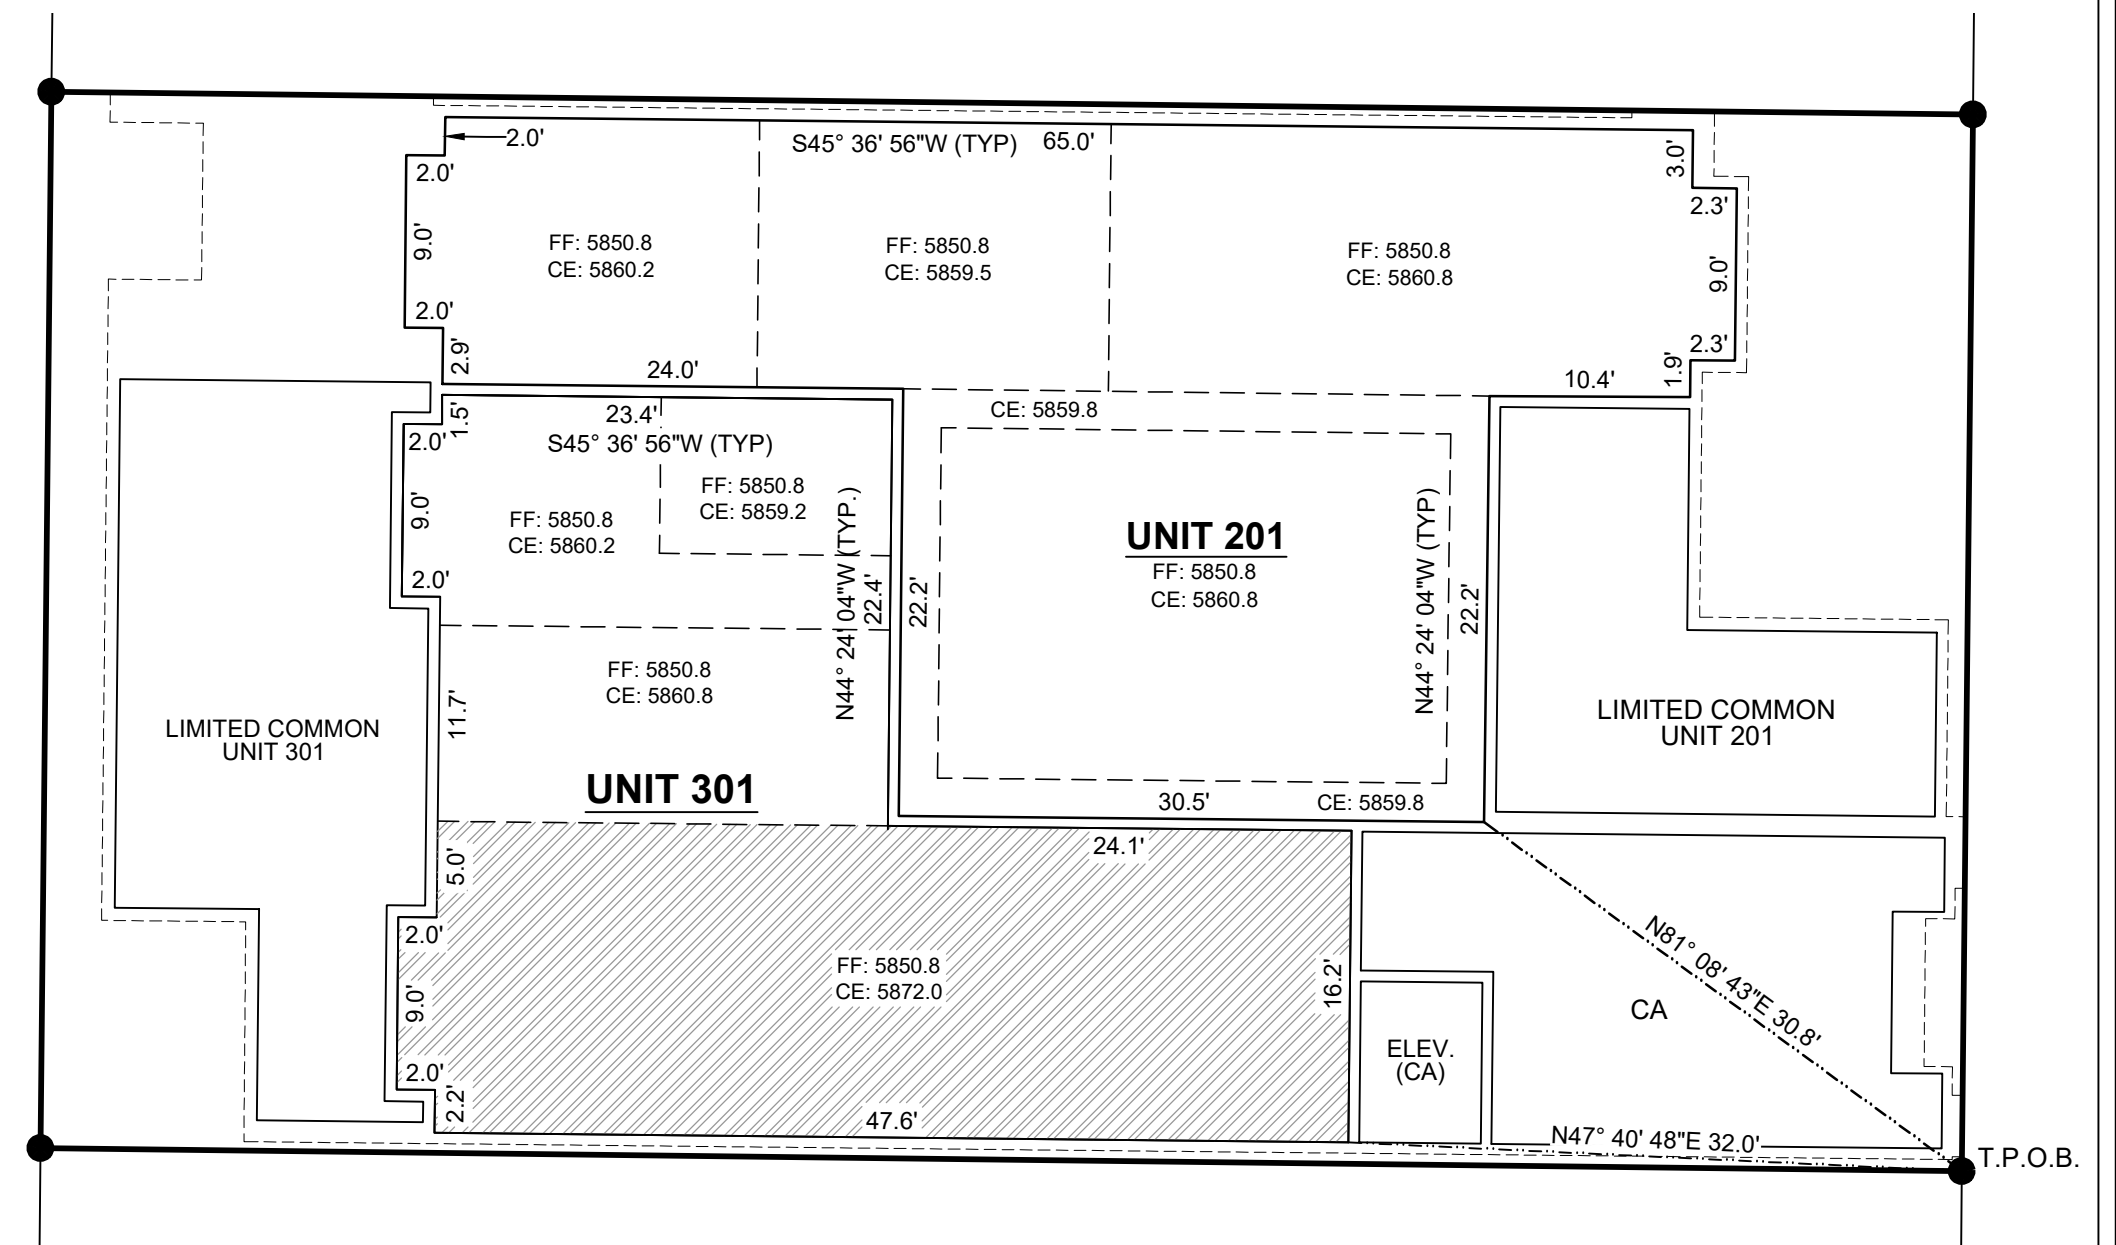 2.0'
S45° 36' 56"W (TYP)
65.0'
3.0'
2.0'
2.3'
9.0'
FF: 5850.8
CE: 5860.2
FF: 5850.8
CE: 5859.5
FF: 5850.8
CE: 5860.8
9.0'
2.0'
2.9'
24.0'
2.3'
1.9'
10.4'
CE: 5859.8
1.5'
23.4'
2.0'
S45° 36' 56"W (TYP)
9.0'
FF: 5850.8
CE: 5860.2
FF: 5850.8
CE: 5859.2
N44° 24' 04"W (TYP.)
22.4'
22.2'
UNIT 201
FF: 5850.8
CE: 5860.8
N44° 24' 04"W (TYP)
22.2'
2.0'
FF: 5850.8
CE: 5860.8
11.7'
LIMITED COMMON
UNIT 301
LIMITED COMMON
UNIT 201
UNIT 301
30.5'
CE: 5859.8
24.1'
5.0'
2.0'
9.0'
FF: 5850.8
CE: 5872.0
16.2'
N81° 08' 43"E 30.8'
CA
ELEV.
(CA)
2.0'
2.2'
47.6'
N47° 40' 48"E 32.0'
T.P.O.B.